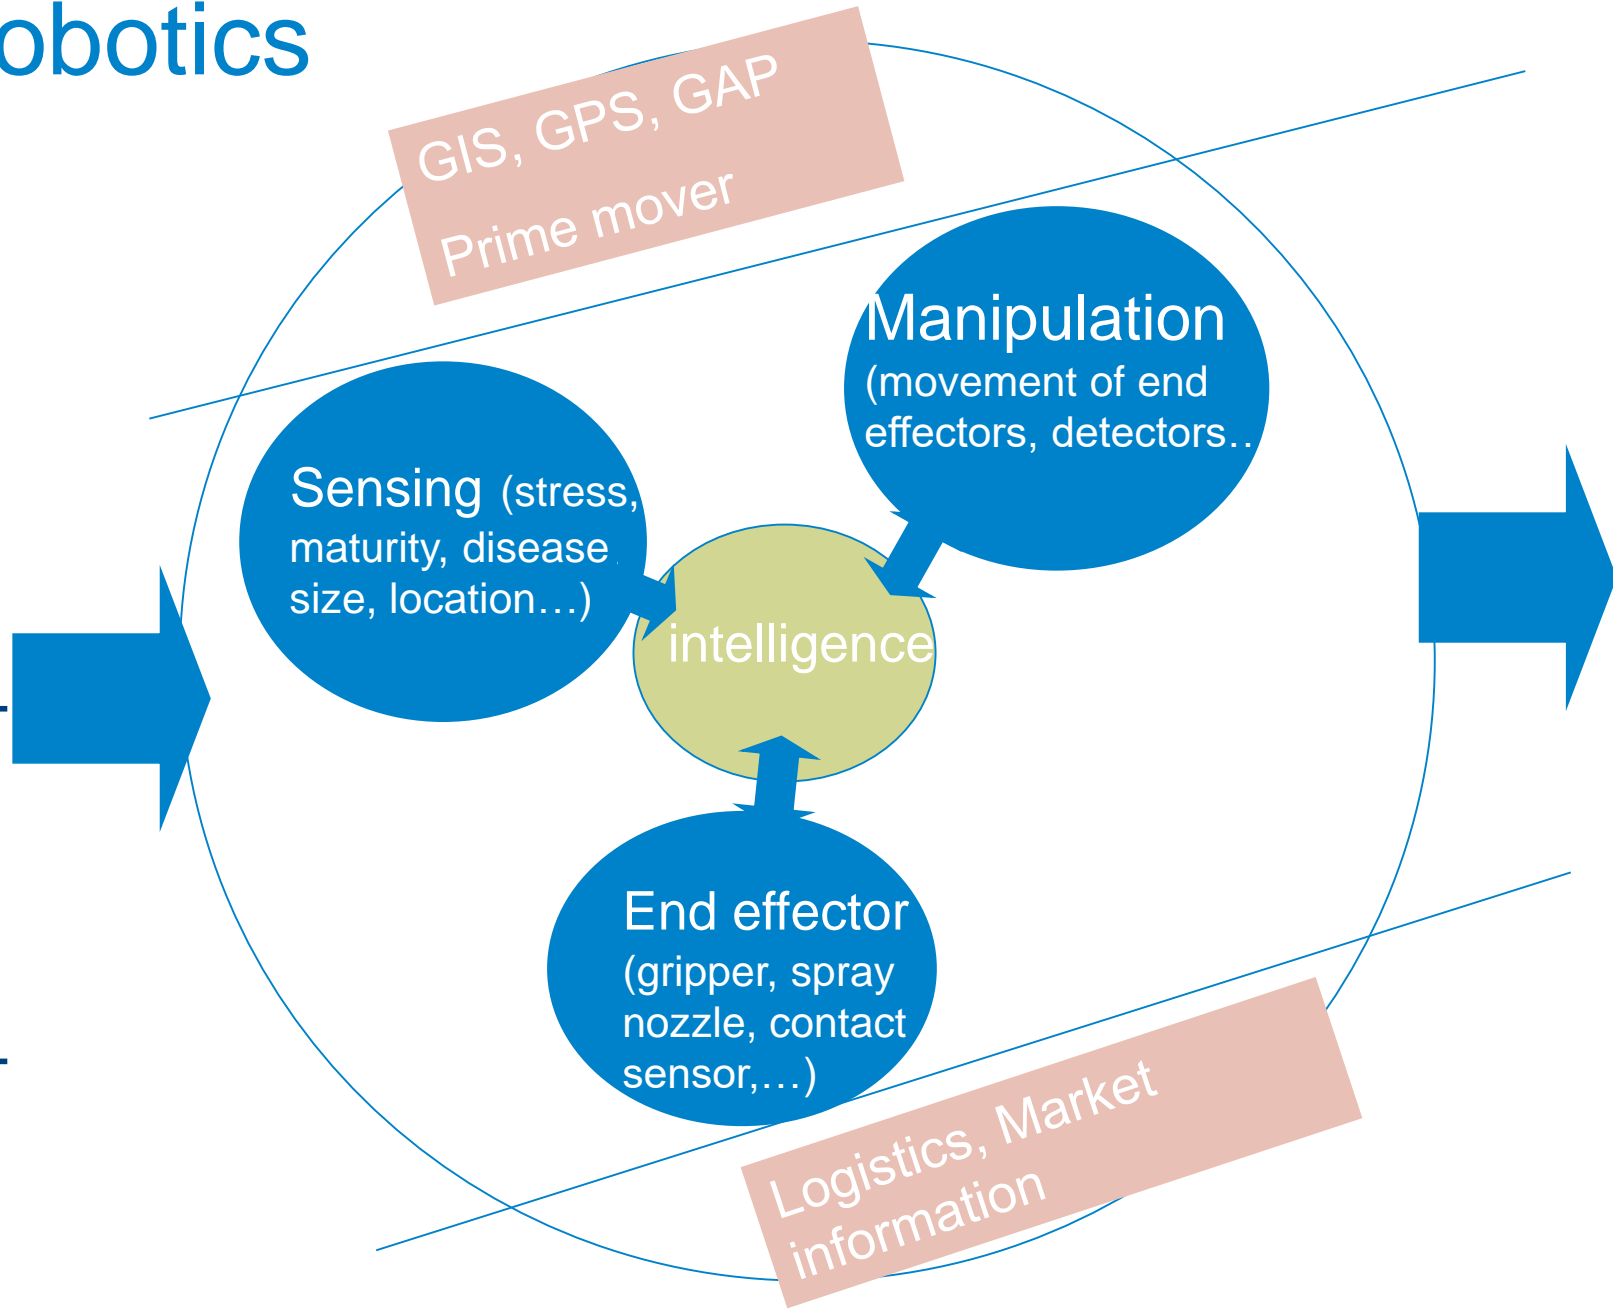 obotics
GIS, GPS, GAP
Prime mover
Manipulation
(movement of end
effectors, detectors…
Sensing (stress,
maturity, disease
size, location…)
intelligence
End effector
(gripper, spray
nozzle, contact
sensor,…)
Logistics, Market
information